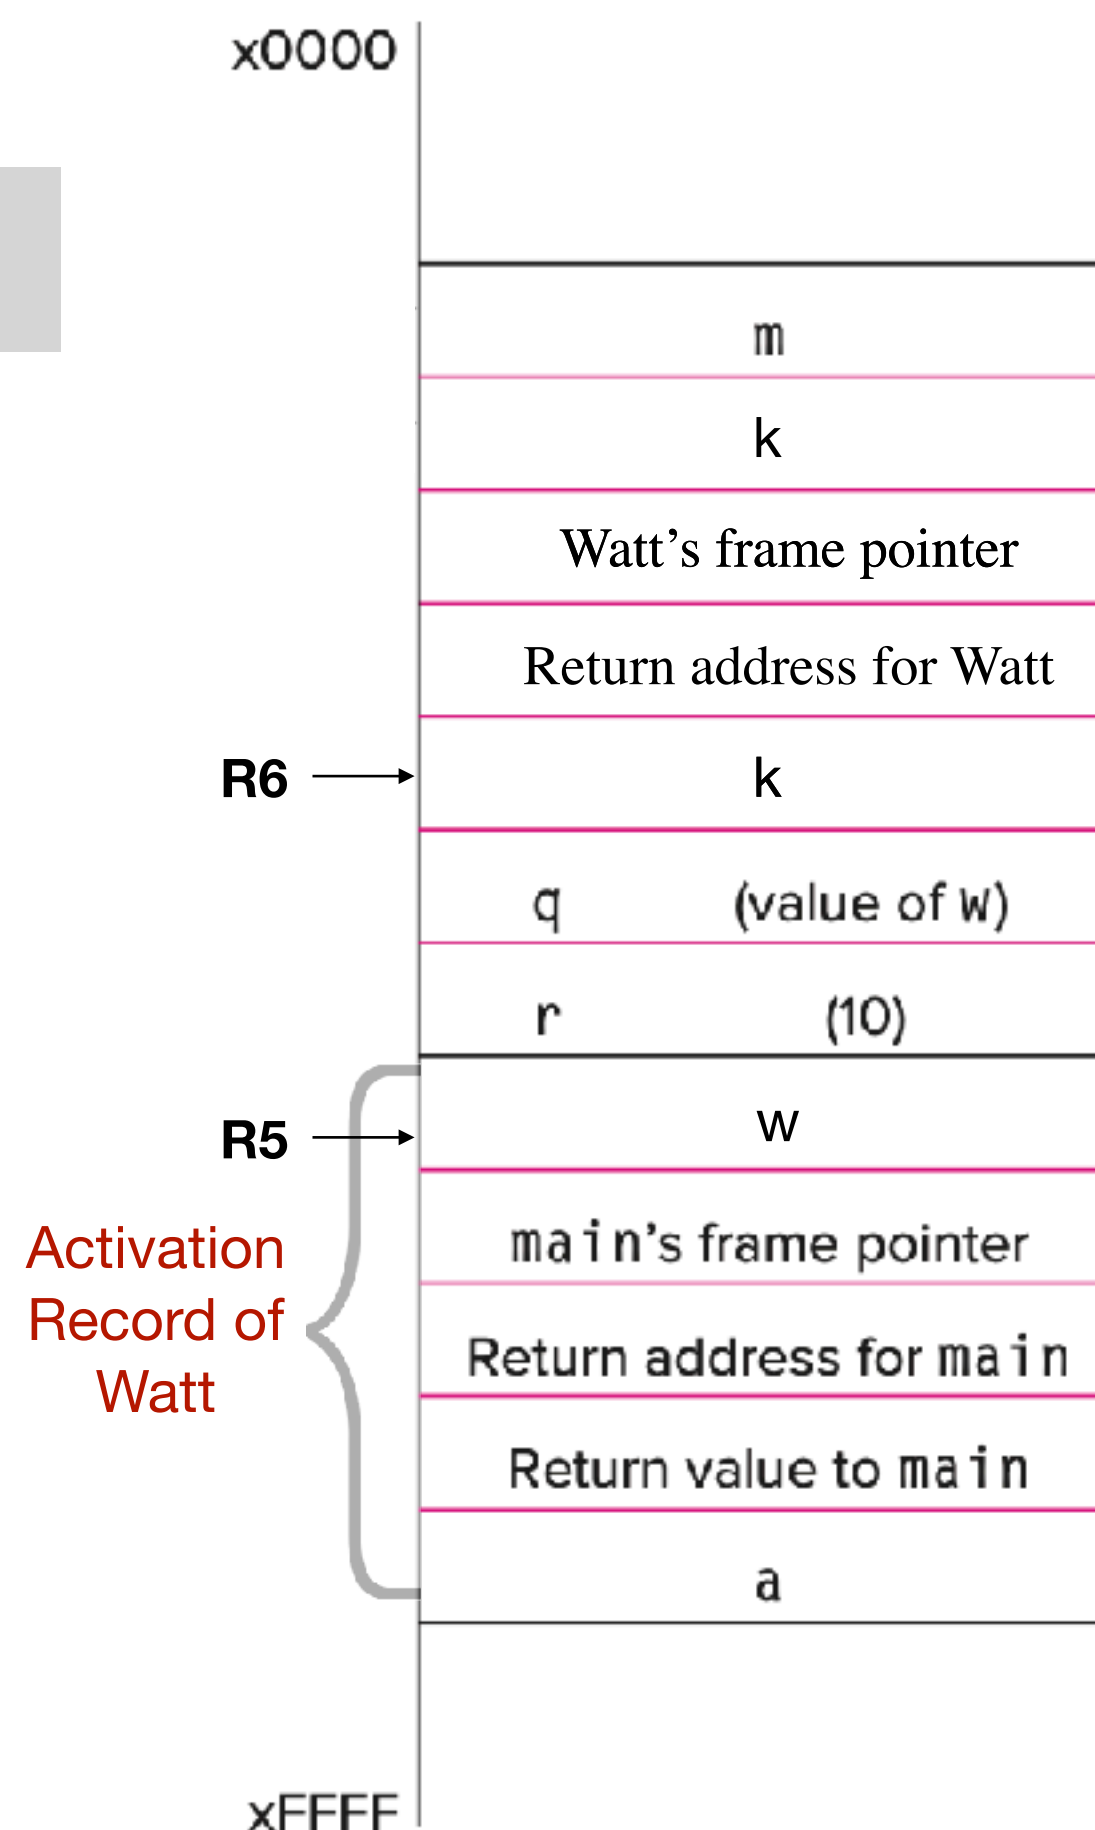 x0000
m
k
Watt’s frame pointer
Return address for Watt
R6
k
q (value of w)
r (10)
R5
w
Activation
Record of
Watt
main’s frame pointer
Return address for main
Return value to main
a
xFFFF